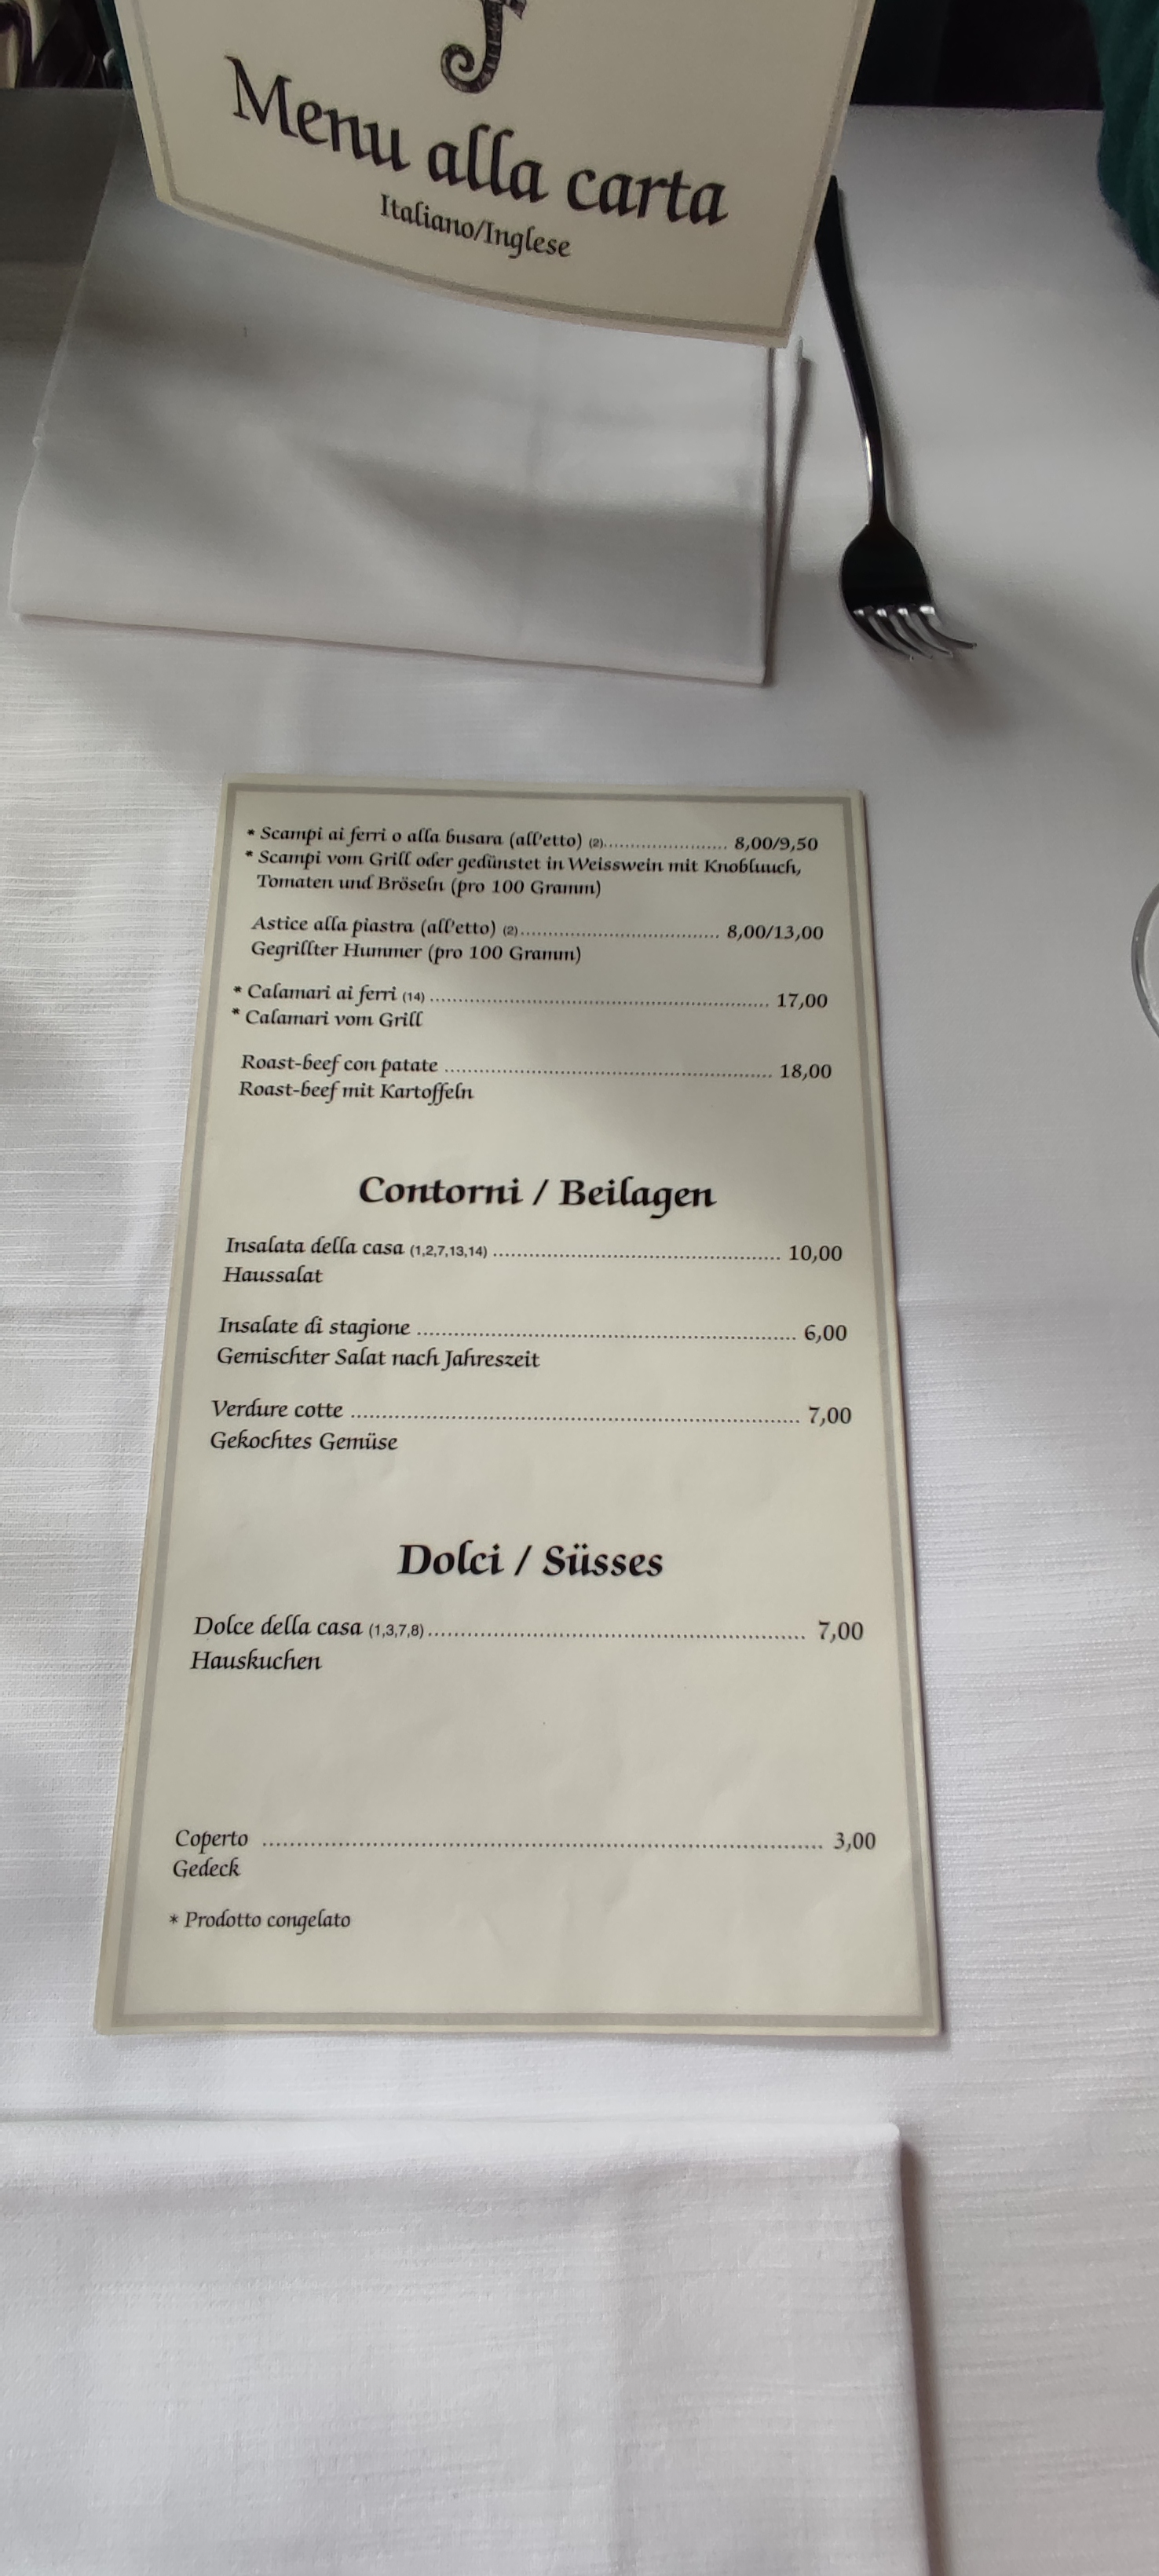 Menu alla carta
Italiano/Inglese
* Scampi ai ferri o alla busara (all'etto) (2)........................ 8,00/9,50
* Scampi vom Grill oder gedünstet in Weisswein mit Knobluuch,
Tomaten und Bröseln (pro 100 Gramm)
Astice alla piastra (all'etto) (2)........................................ 8,00/13,00
Gegrillter Hummer (pro 100 Gramm)
* Calamari ai ferri (14) .................................................................. 17,00
* Calamari vom Grill
Roast-beef con patate ................................................................ 18,00
Roast-beef mit Kartoffeln
Contorni / Beilagen
Insalata della casa (1,2,7,13,14) ...................................................... 10,00
Haussalat
Insalate di stagione ...................................................................... 6,00
Gemischter Salat nach Jahreszeit
Verdure cotte .................................................................................. 7,00
Gekochtes Gemüse
Dolci / Süsses
Dolce della casa (1,3,7,8).................................................................. 7,00
Hauskuchen
Coperto ...................................................................................................... 3,00
Gedeck
* Prodotto congelato